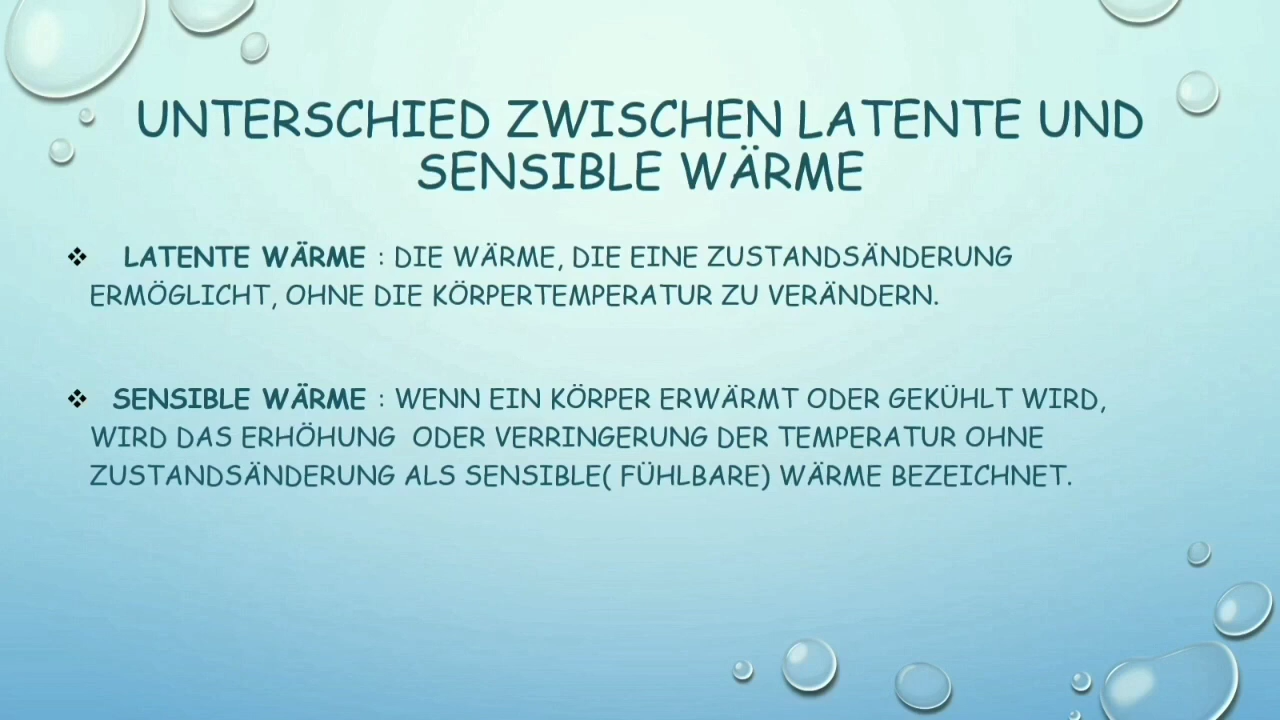 UNTERSCHIED ZWISCHEN LATENTE UND
SENSIBLE WÄRME
❖ LATENTE WÄRME : DIE WÄRME, DIE EINE ZUSTANDSÄNDERUNG
ERMÖGLICHT, OHNE DIE KÖRPERTEMPERATUR ZU VERÄNDERN.
❖ SENSIBLE WÄRME : WENN EIN KÖRPER ERWÄRMT ODER GEKÜHLT WIRD,
WIRD DAS ERHÖHUNG ODER VERRINGERUNG DER TEMPERATUR OHNE
ZUSTANDSÄNDERUNG ALS SENSIBLE( FÜHLBARE) WÄRME BEZEICHNET.